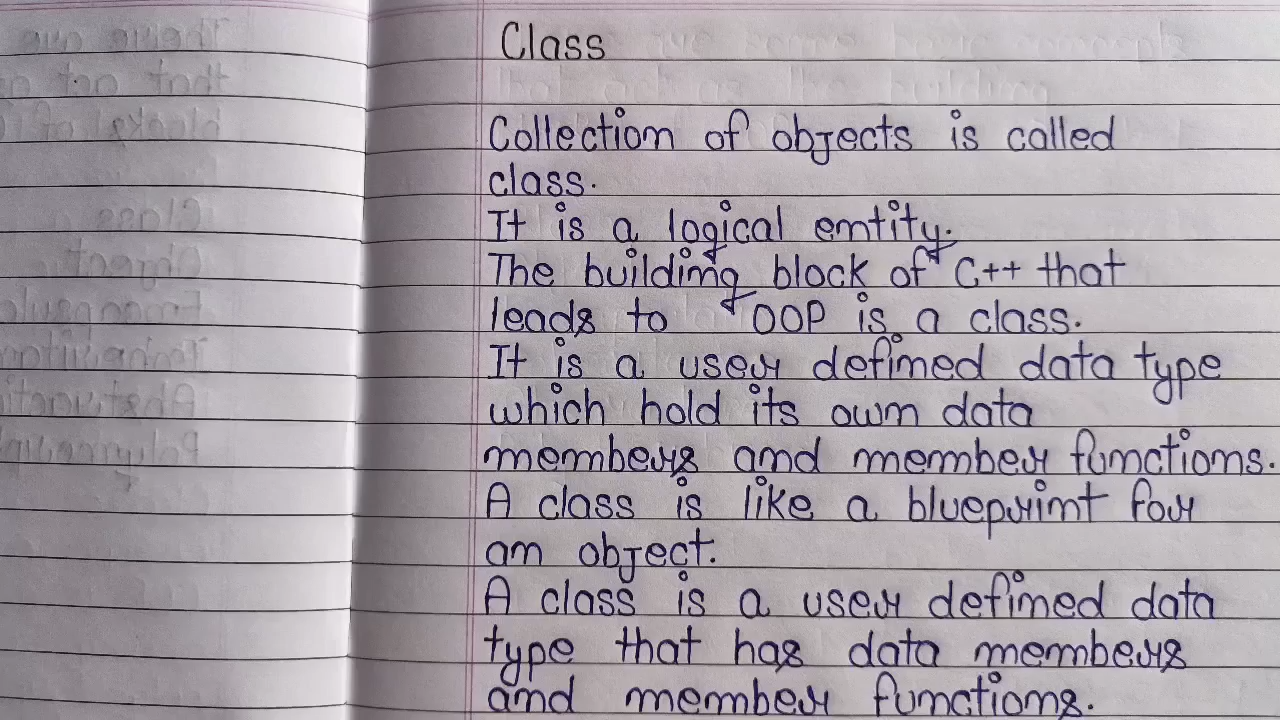 Class
Collection of objects is called
class.
It is a logical entity.
The building block of C++ that
leads to OOP is a class.
It is a user defined data type
which hold its own data
members and member functions.
A class is like a blueprint for
an object.
A class is a user defined data
type that has data members
and member functions.